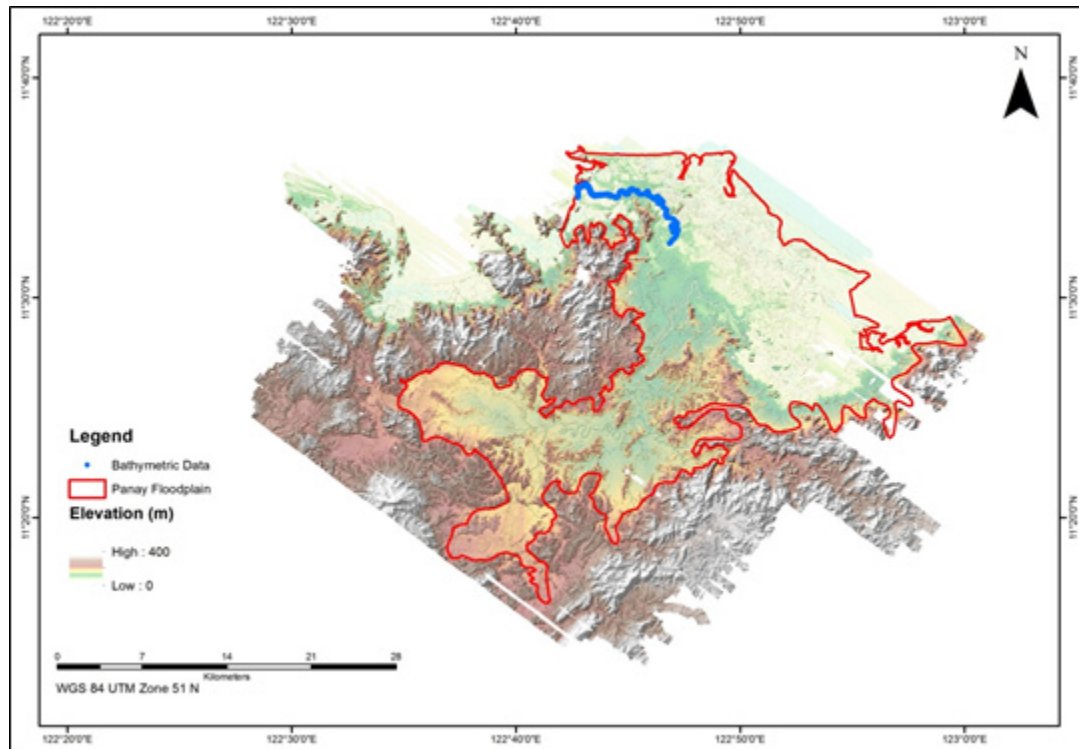 122°20'0"E 122°30'0"E 122°40'0"E 122°50'0"E 123°0'0"E
11°40'0"N 11°40'0"N
N
11°30'0"N 11°30'0"N
Legend
Bathymetric Data
Panay Floodplain
Elevation (m)
High : 400
Low : 0
11°20'0"N 11°20'0"N
0 7 14 21 28
Kilometers
WGS 84 UTM Zone 51 N
122°20'0"E 122°30'0"E 122°40'0"E 122°50'0"E 123°0'0"E